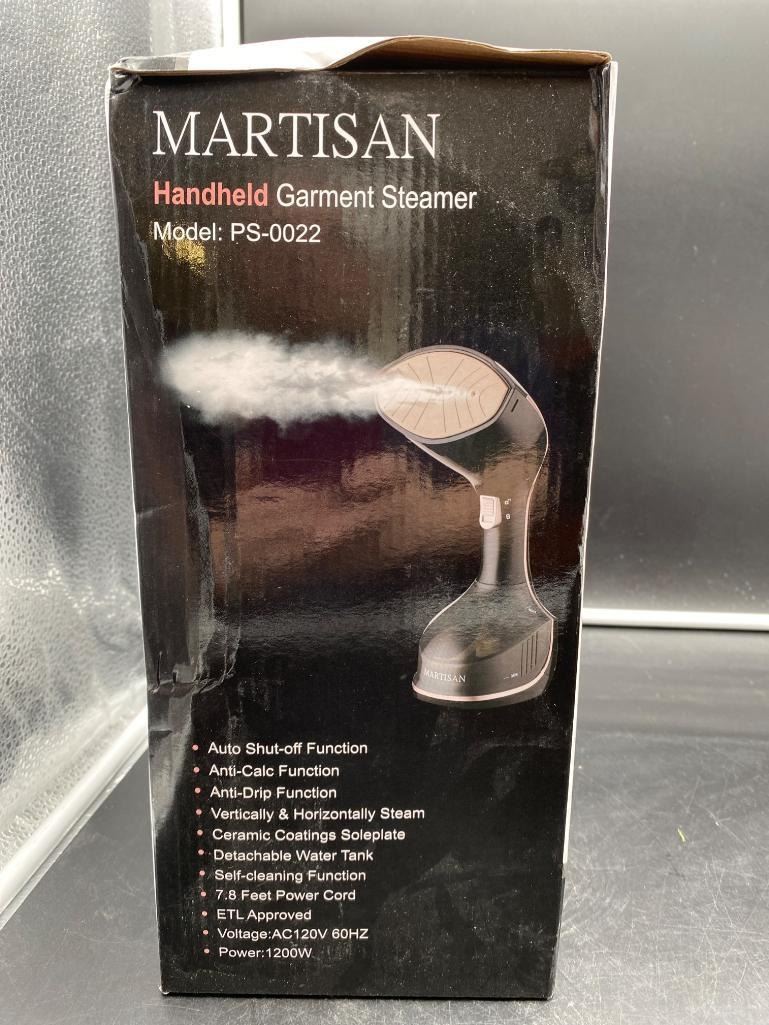 MARTISAN
Handheld Garment Steamer
Model: PS-0022
MARTISAN
Auto Shut-off Function
Anti-Calc Function
Anti-Drip Function
Vertically & Horizontally Steam
Ceramic Coatings Soleplate
Detachable Water Tank
Self-cleaning Function
7.8 Feet Power Cord
ETL Approved
Voltage:AC120V 60HZ
Power:1200W